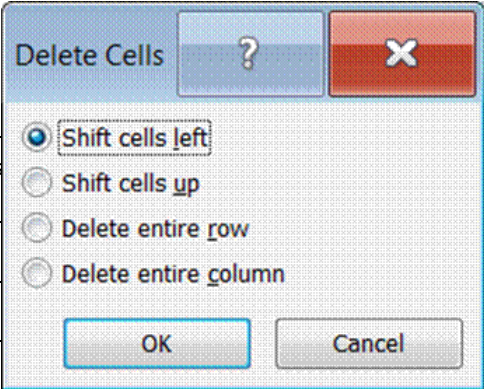 Delete Cells ?
Shift cells left
Shift cells up
Delete entire row
Delete entire column
OK Cancel